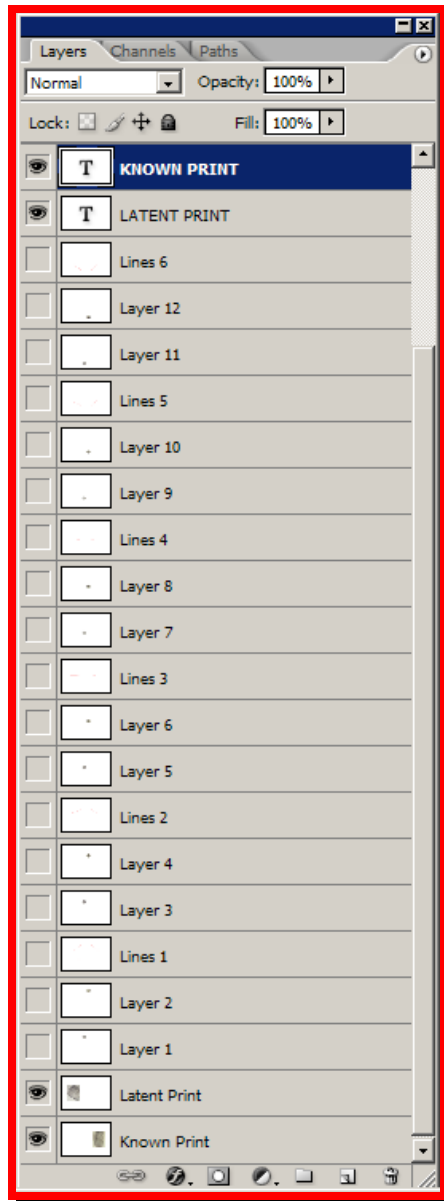 Layers Channels Paths
Normal Opacity: 100%
Lock: Fill: 100%
T KNOWN PRINT
T LATENT PRINT
Lines 6
Layer 12
Layer 11
Lines 5
Layer 10
Layer 9
Lines 4
Layer 8
Layer 7
Lines 3
Layer 6
Layer 5
Lines 2
Layer 4
Layer 3
Lines 1
Layer 2
Layer 1
Latent Print
Known Print